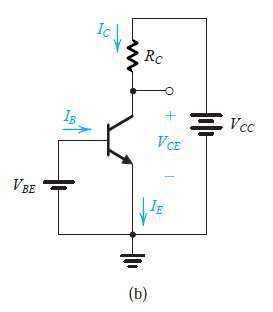 I_C
R_C
I_B
+
V_CE
−
V_CC
V_BE
I_E
(b)